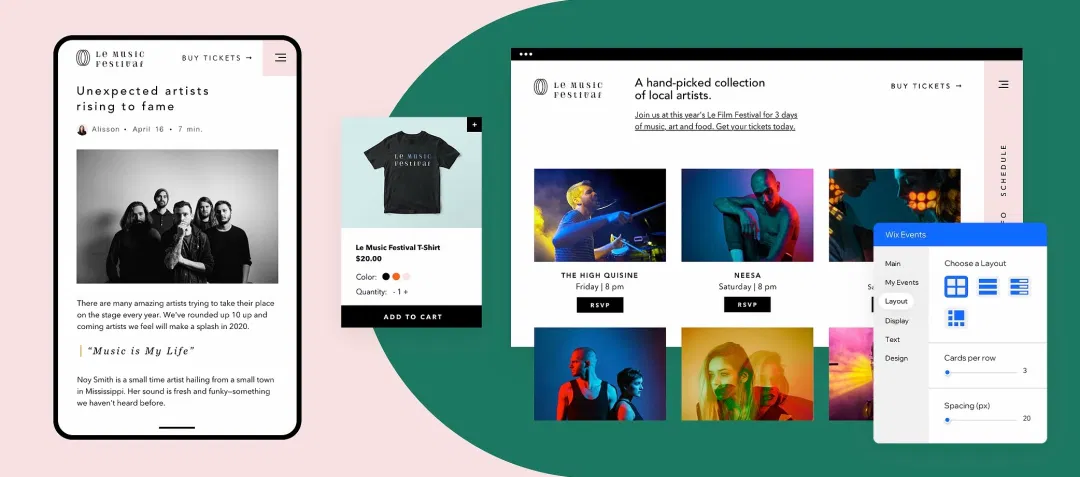 Le Music
Festival
BUY TICKETS →
Unexpected artists
rising to fame
Alisson • April 16 • 7 min.
There are many amazing artists trying to take their place
on the stage every year. We've rounded up 10 up and
coming artists we feel will make a splash in 2020.
“Music is My Life”
Noy Smith is a small time artist hailing from a small town
in Mississippi. Her sound is fresh and funky—something
we haven't heard before.
+
Le Music
Festival
Le Music Festival T-Shirt
$20.00
Color:
Quantity: - 1 +
ADD TO CART
Le Music
Festival
A hand-picked collection
of local artists.
Join us at this year's Le Film Festival for 3 days
of music, art and food. Get your tickets today.
BUY TICKETS →
SCHEDULE
THE HIGH QUISINE
Friday | 8 pm
RSVP
NEESA
Saturday | 8 pm
RSVP
Wix Events
Main
My Events
Layout
Display
Text
Design
Choose a Layout
Cards per row
3
Spacing (px)
20